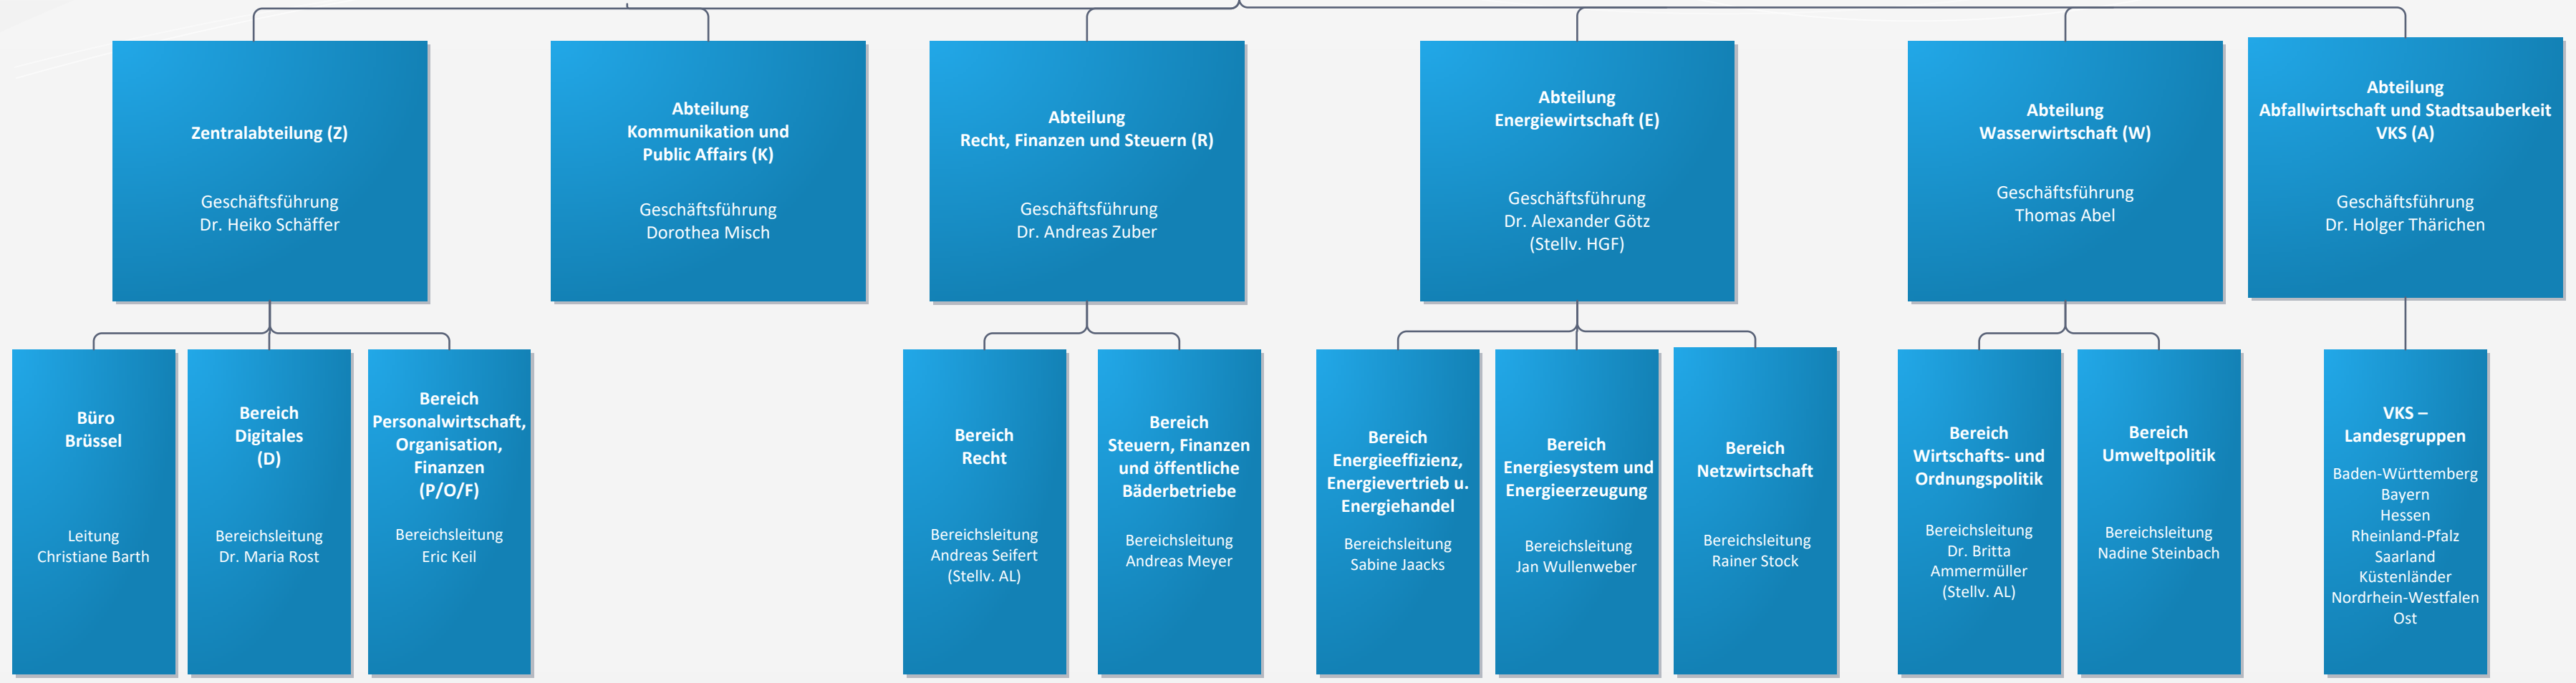 Zentralabteilung (Z)
Geschäftsführung
Dr. Heiko Schäffer
Abteilung
Kommunikation und
Public Affairs (K)
Geschäftsführung
Dorothea Misch
Abteilung
Recht, Finanzen und Steuern (R)
Geschäftsführung
Dr. Andreas Zuber
Abteilung
Energiewirtschaft (E)
Geschäftsführung
Dr. Alexander Götz
(Stellv. HGF)
Abteilung
Wasserwirtschaft (W)
Geschäftsführung
Thomas Abel
Abteilung
Abfallwirtschaft und Stadtsauberkeit
VKS (A)
Geschäftsführung
Dr. Holger Thärichen
Büro
Brüssel
Leitung
Christiane Barth
Bereich
Digitales
(D)
Bereichsleitung
Dr. Maria Rost
Bereich
Personalwirtschaft,
Organisation,
Finanzen
(P/O/F)
Bereichsleitung
Eric Keil
Bereich
Recht
Bereichsleitung
Andreas Seifert
(Stellv. AL)
Bereich
Steuern, Finanzen
und öffentliche
Bäderbetriebe
Bereichsleitung
Andreas Meyer
Bereich
Energieeffizienz,
Energievertrieb u.
Energiehandel
Bereichsleitung
Sabine Jaacks
Bereich
Energiesystem und
Energieerzeugung
Bereichsleitung
Jan Wullenweber
Bereich
Netzwirtschaft
Bereichsleitung
Rainer Stock
Bereich
Wirtschafts- und
Ordnungspolitik
Bereichsleitung
Dr. Britta
Ammermüller
(Stellv. AL)
Bereich
Umweltpolitik
Bereichsleitung
Nadine Steinbach
VKS –
Landesgruppen
Baden-Württemberg
Bayern
Hessen
Rheinland-Pfalz
Saarland
Küstenländer
Nordrhein-Westfalen
Ost